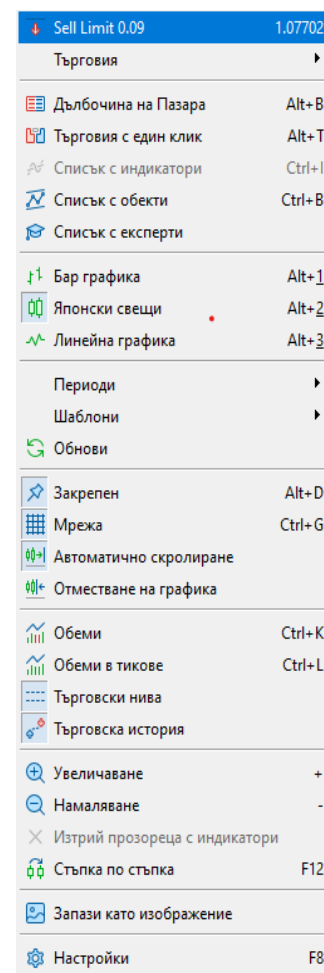 Sell Limit 0.09 1.07702
Търговия
Дълбочина на Пазара Alt+B
Търговия с един клик Alt+T
Списък с индикатори Ctrl+I
Списък с обекти Ctrl+B
Списък с експерти
Бар графика Alt+1
Японски свещи Alt+2
Линейна графика Alt+3
Периоди
Шаблони
Обнови
Закрепен Alt+D
Мрежа Ctrl+G
Автоматично скролиране
Отместване на графика
Обеми Ctrl+K
Обеми в тикове Ctrl+L
Търговски нива
Търговска история
Увеличаване +
Намаляване -
Изтрий прозореца с индикатори
Стъпка по стъпка F12
Запази като изображение
Настройки F8